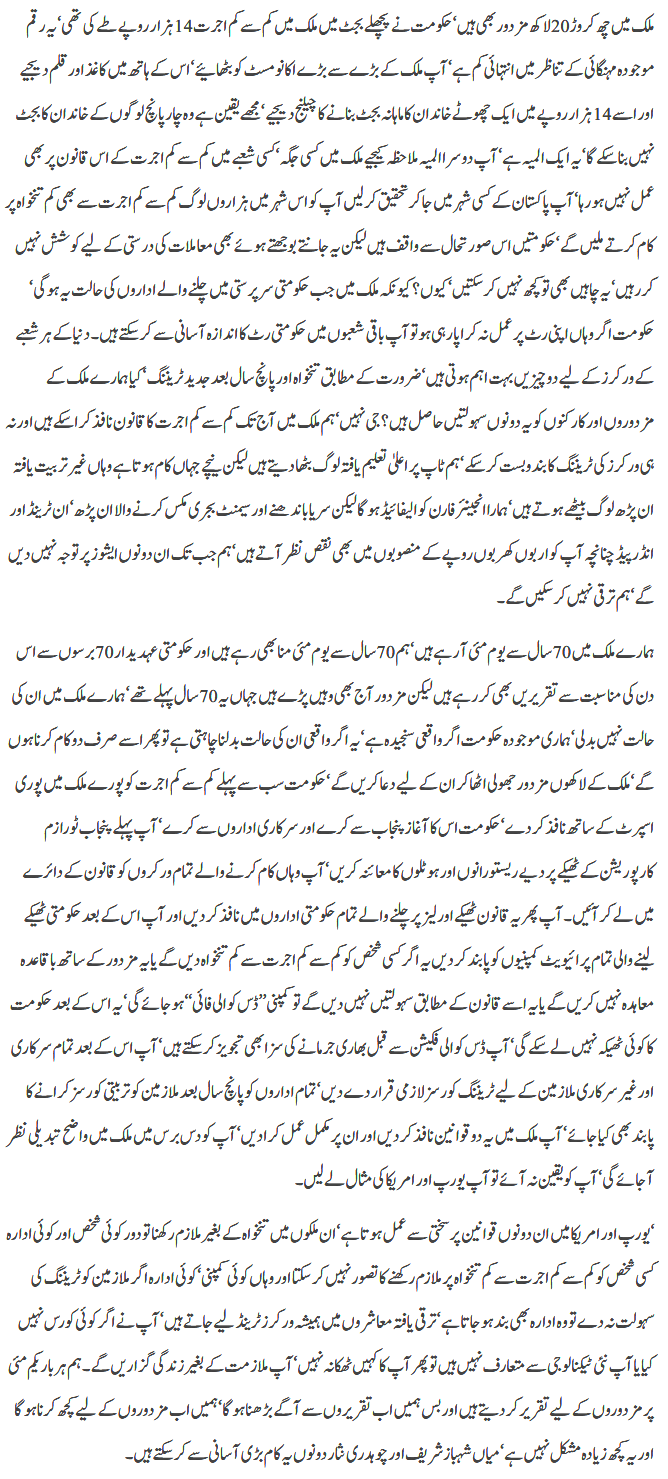 ملک میں چھ کروڑ20لاکھ مزدور بھی ہیں‘ حکومت نے پچھلے بجٹ میں ملک میں کم سے کم اجرت 14 ہزار روپے طے کی تھی‘ یہ رقم
موجودہ مہنگائی کے تناظر میں انتہائی کم ہے‘ آپ ملک کے بڑے سے بڑے اکانومسٹ کو بٹھائیے‘ اس کے ہاتھ میں کاغذ اور قلم دیجیے
اور اسے 14 ہزار روپے میں ایک چھوٹے خاندان کا ماہانہ بجٹ بنانے کا چیلنج دیجیے‘ مجھے یقین ہے وہ چار پانچ لوگوں کے خاندان کا بجٹ
نہیں بنا سکے گا‘ یہ ایک المیہ ہے‘ آپ دوسرا المیہ ملاحظہ کیجیے ملک میں کسی جگہ‘ کسی شعبے میں کم سے کم اجرت کے اس قانون پر بھی
عمل نہیں ہو رہا‘ آپ پاکستان کے کسی شہر میں جا کر تحقیق کر لیں آپ کو اس شہر میں ہزاروں لوگ کم سے کم اجرت سے بھی کم تنخواہ پر
کام کرتے ملیں گے‘ حکومتیں اس صورتحال سے واقف ہیں لیکن یہ جانتے بوجھتے ہوئے بھی معاملات کی درستی کے لیے کوشش نہیں
کر رہیں‘ یہ چاہیں بھی تو کچھ نہیں کر سکتیں‘ کیوں؟ کیونکہ ملک میں جب حکومتی سرپرستی میں چلنے والے اداروں کی حالت یہ ہو گی‘
حکومت اگر وہاں اپنی رٹ پر عمل نہ کرا پا رہی ہو تو آپ باقی شعبوں میں حکومتی رٹ کا اندازہ آسانی سے کر سکتے ہیں۔ دنیا کے ہر شعبے
کے ورکرز کے لیے دو چیزیں بہت اہم ہوتی ہیں‘ ضرورت کے مطابق تنخواہ اور پانچ سال بعد جدید ٹریننگ‘ کیا ہمارے ملک کے
مزدوروں اور کارکنوں کو یہ دونوں سہولتیں حاصل ہیں؟ جی نہیں‘ ہم ملک میں آج تک کم سے کم اجرت کا قانون نافذ کرا سکے ہیں اور نہ
ہی ورکرز کی ٹریننگ کا بندوبست کر سکے‘ ہم ٹاپ پر اعلیٰ تعلیم یافتہ لوگ بٹھا دیتے ہیں لیکن نیچے جہاں کام ہوتا ہے وہاں غیر تربیت یافتہ
ان پڑھ لوگ بیٹھے ہوتے ہیں‘ ہمارا انجینئر فارن کوالیفائیڈ ہو گا لیکن سریا باندھنے اور سیمنٹ بجری مکس کرنے والا ان پڑھ‘ ان ٹرینڈ اور
انڈر پیڈ چنانچہ آپ کو اربوں کھربوں روپے کے منصوبوں میں بھی نقص نظر آتے ہیں‘ ہم جب تک ان دونوں ایشوز پر توجہ نہیں دیں
گے‘ ہم ترقی نہیں کر سکیں گے۔
ہمارے ملک میں 70 سال سے یوم مئی آ رہے ہیں‘ ہم 70 سال سے یوم مئی منا بھی رہے ہیں اور حکومتی عہدیدار 70 برسوں سے اس
دن کی مناسبت سے تقریریں بھی کر رہے ہیں لیکن مزدور آج بھی وہیں پڑے ہیں جہاں یہ 70 سال پہلے تھے‘ ہمارے ملک میں ان کی
حالت نہیں بدلی‘ ہماری موجودہ حکومت اگر واقعی سنجیدہ ہے‘ یہ اگر واقعی ان کی حالت بدلنا چاہتی ہے تو پھر اسے صرف دو کام کرنا ہوں
گے‘ ملک کے لاکھوں مزدور جھولی اٹھا کر ان کے لیے دعا کریں گے‘ حکومت سب سے پہلے کم سے کم اجرت کو پورے ملک میں پوری
اسپرٹ کے ساتھ نافذ کر دے‘ حکومت اس کا آغاز پنجاب سے کرے اور سرکاری اداروں سے کرے‘ آپ پہلے پنجاب ٹورازم
کارپوریشن کے ٹھیکے پر دیے ریستورانوں اور ہوٹلوں کا معائنہ کریں‘ آپ وہاں کام کرنے والے تمام ورکروں کو قانون کے دائرے
میں لے کر آئیں۔ آپ پھر یہ قانون ٹھیکے اور لیز پر چلنے والے تمام حکومتی اداروں میں نافذ کر دیں اور آپ اس کے بعد حکومتی ٹھیکے
لینے والی تمام پرائیویٹ کمپنیوں کو پابند کر دیں یہ اگر کسی شخص کو کم سے کم اجرت سے کم تنخواہ دیں گے یا یہ مزدور کے ساتھ باقاعدہ
معاہدہ نہیں کریں گے یا یہ اسے قانون کے مطابق سہولتیں نہیں دیں گے تو کمپنی ’’ڈس کوالی فائی‘‘ ہو جائے گی‘ یہ اس کے بعد حکومت
کا کوئی ٹھیکہ نہیں لے سکے گی‘ آپ ڈس کوالی فکیشن سے قبل بھاری جرمانے کی سزا بھی تجویز کر سکتے ہیں‘ آپ اس کے بعد تمام سرکاری
اور غیر سرکاری ملازمین کے لیے ٹریننگ کورسز لازمی قرار دے دیں‘ تمام اداروں کو پانچ سال بعد ملازمین کو تربیتی کورسز کرانے کا
پابند بھی کیا جائے‘ آپ ملک میں یہ دو قوانین نافذ کر دیں اور ان پر مکمل عمل کرا دیں‘ آپ کو دس برس میں ملک میں واضح تبدیلی نظر
آ جائے گی‘ آپ کو یقین نہ آئے تو آپ یورپ اور امریکا کی مثال لے لیں۔
‘یورپ اور امریکا میں ان دونوں قوانین پر سختی سے عمل ہوتا ہے‘ ان ملکوں میں تنخواہ کے بغیر ملازم رکھنا تو دور کوئی شخص اور کوئی ادارہ
کسی شخص کو کم سے کم اجرت سے کم تنخواہ پر ملازم رکھنے کا تصور نہیں کر سکتا اور وہاں کوئی کمپنی‘ کوئی ادارہ اگر ملازمین کو ٹریننگ کی
سہولت نہ دے تو وہ ادارہ بھی بند ہو جاتا ہے‘ ترقی یافتہ معاشروں میں ہمیشہ ورکرز ٹرینڈ لیے جاتے ہیں‘ آپ نے اگر کوئی کورس نہیں
کیا یا آپ نئی ٹیکنالوجی سے متعارف نہیں ہیں تو پھر آپ کا کہیں ٹھکانہ نہیں‘ آپ ملازمت کے بغیر زندگی گزاریں گے۔ ہم ہر بار یکم مئی
پر مزدوروں کے لیے تقریر کر دیتے ہیں اور بس ہمیں اب تقریروں سے آگے بڑھنا ہو گا‘ ہمیں اب مزدوروں کے لیے کچھ کرنا ہو گا
اور یہ کچھ زیادہ مشکل نہیں ہے‘ میاں شہباز شریف اور چوہدری نثار دونوں یہ کام بڑی آسانی سے کر سکتے ہیں۔